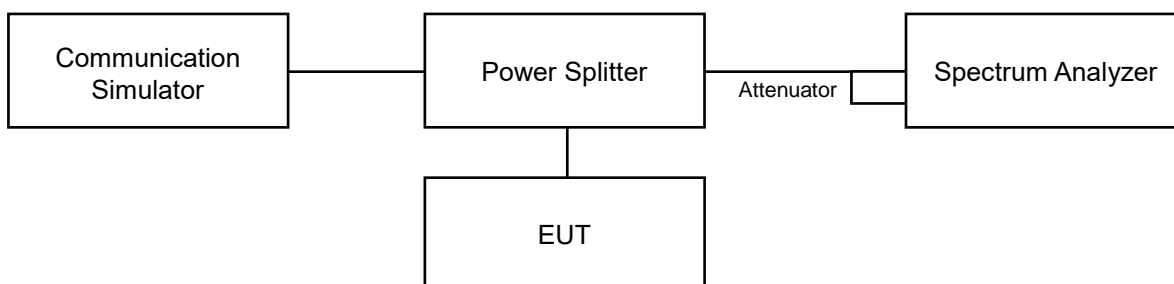 Communication
Simulator
Power Splitter
Attenuator
Spectrum Analyzer
EUT